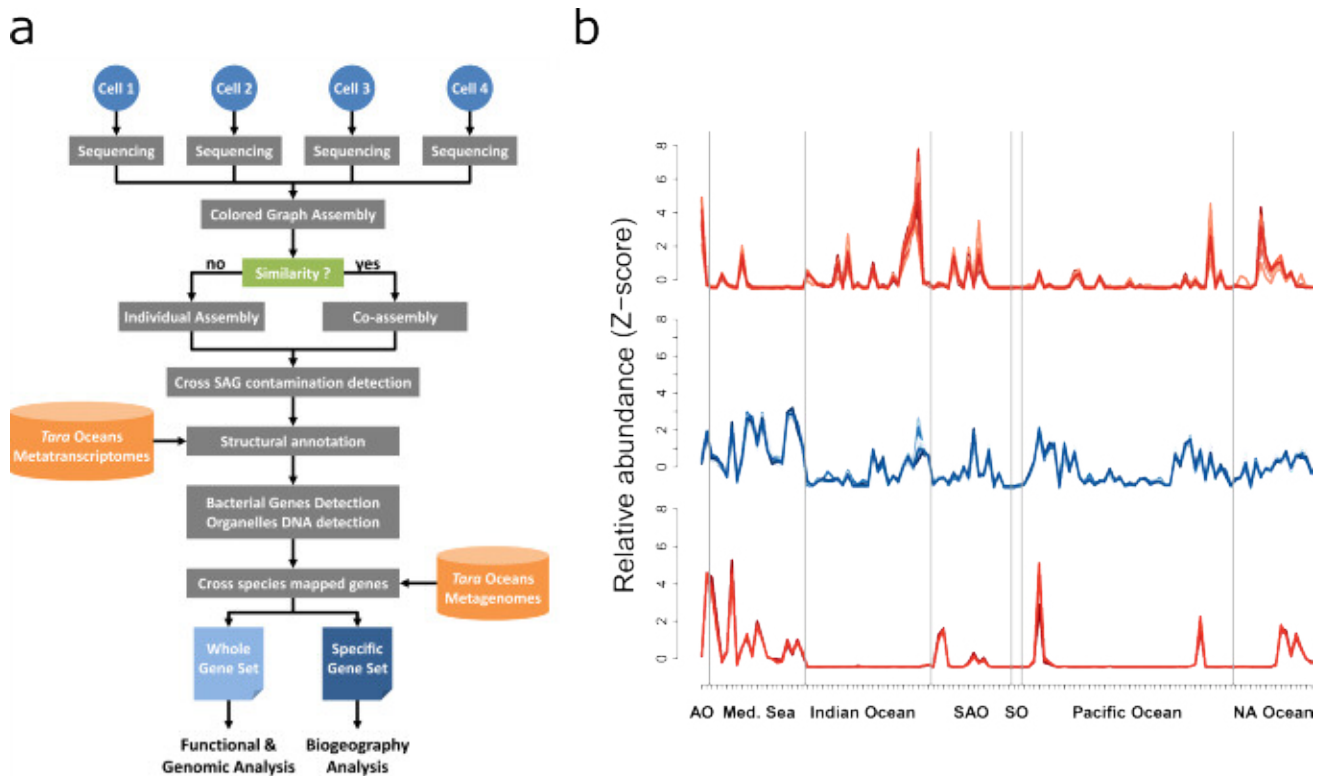 a
Cell 1 Cell 2 Cell 3 Cell 4
Sequencing Sequencing Sequencing Sequencing
Colored Graph Assembly
no Similarity ? yes
Individual Assembly Co-assembly
Cross SAG contamination detection
Tara Oceans
Metatranscriptomes
Structural annotation
Bacterial Genes Detection
Organelles DNA detection
Cross species mapped genes
Tara Oceans
Metagenomes
Whole
Gene Set
Specific
Gene Set
Functional &
Genomic Analysis
Biogeography
Analysis
b
Relative abundance (Z-score)
8
6
4
2
0
8
6
4
2
0
8
6
4
2
0
AO Med. Sea Indian Ocean SAO SO Pacific Ocean NA Ocean